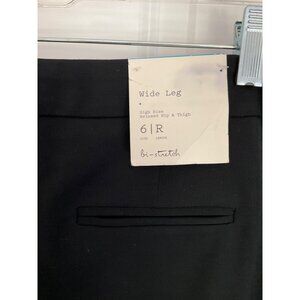 Wide Leg
High Rise
Relaxed Hip & Thigh
6|R
bi-stretch